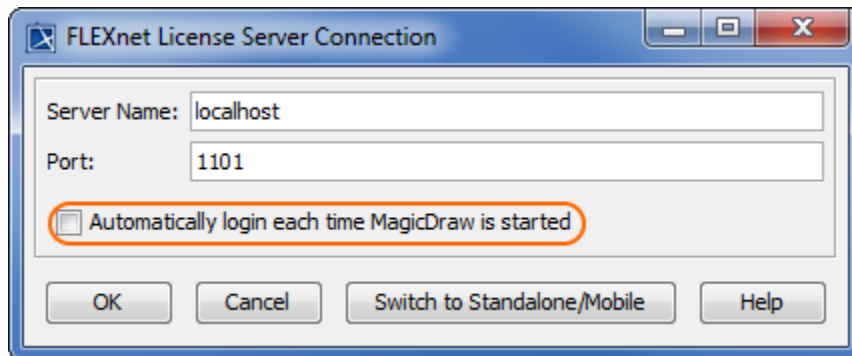 FLEXnet License Server Connection
Server Name: localhost
Port: 1101
Automatically login each time MagicDraw is started
OK Cancel Switch to Standalone/Mobile Help